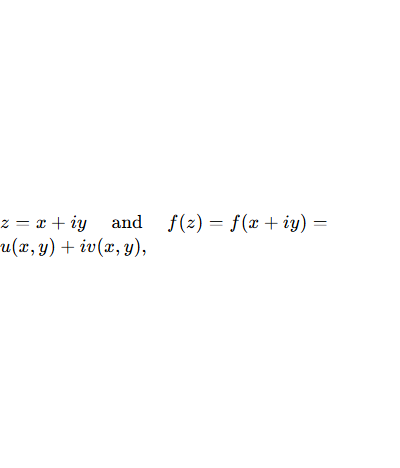 z = x + iy and f(z) = f(x + iy) =
u(x, y) + iv(x, y),